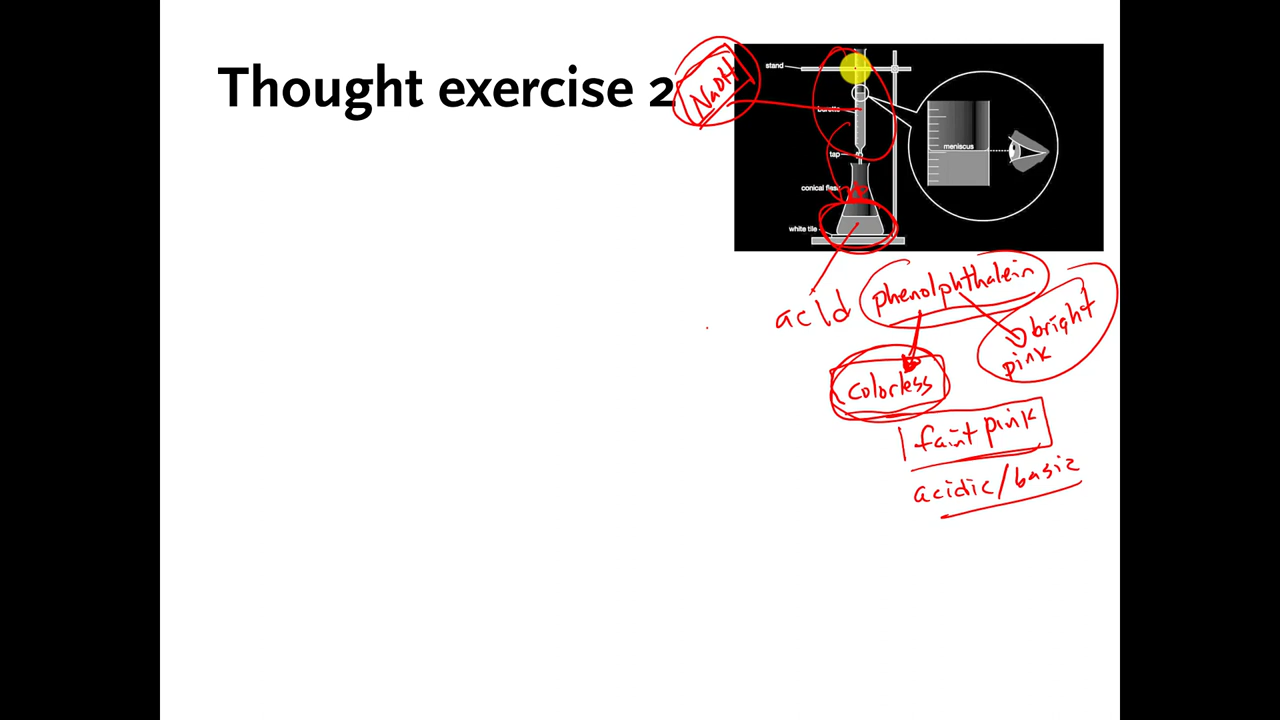 Thought exercise 2
NaOH
stand
burette
meniscus
tap
conical flask
white tile
acid
phenolphthalein
bright
pink
colorless
faint pink
acidic/basic